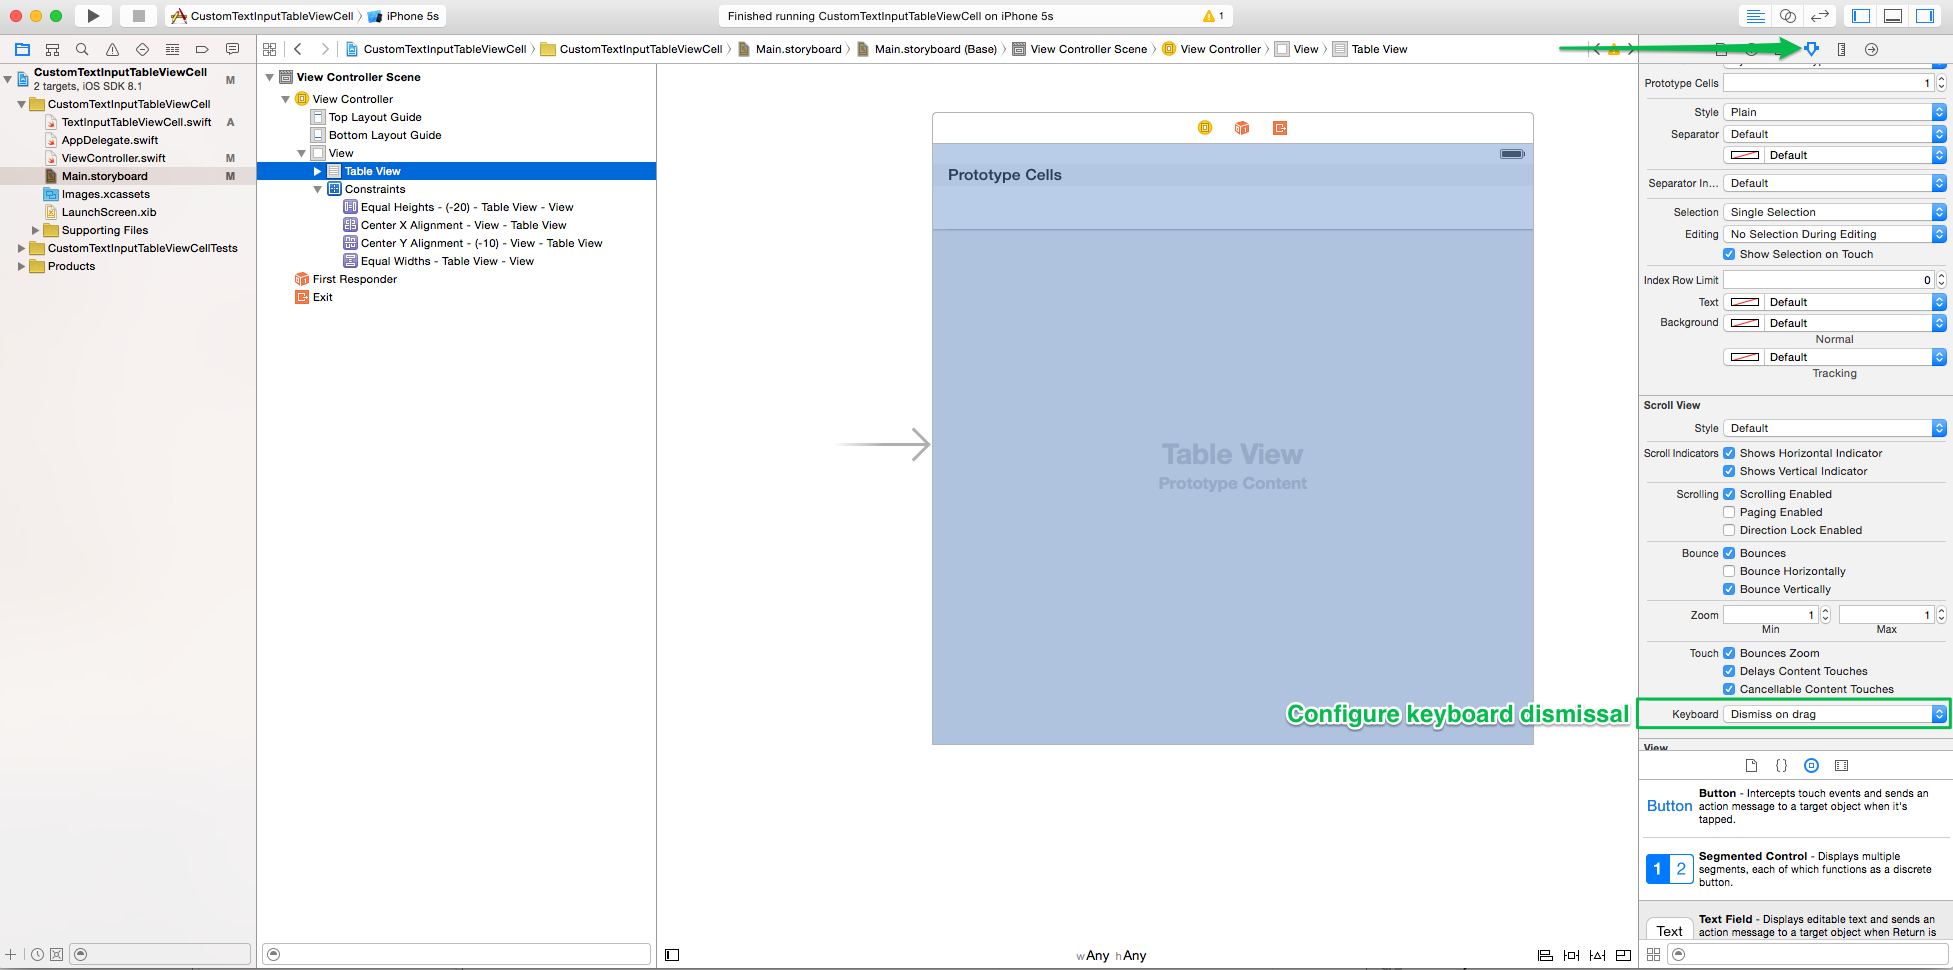 CustomTextInputTableViewCell
iPhone 5s
Finished running CustomTextInputTableViewCell on iPhone 5s
1
CustomTextInputTableViewCell
CustomTextInputTableViewCell
Main.storyboard
Main.storyboard (Base)
View Controller Scene
View Controller
View
Table View
CustomTextInputTableViewCell M
2 targets, iOS SDK 8.1
CustomTextInputTableViewCell
TextInputTableViewCell.swift A
AppDelegate.swift
ViewController.swift M
Main.storyboard M
Images.xcassets
LaunchScreen.xib
Supporting Files
CustomTextInputTableViewCellTests
Products
View Controller Scene
View Controller
Top Layout Guide
Bottom Layout Guide
View
Table View
Constraints
Equal Heights - (-20) - Table View - View
Center X Alignment - View - Table View
Center Y Alignment - (-10) - View - Table View
Equal Widths - Table View - View
First Responder
Exit
Prototype Cells
Table View
Prototype Content
Configure keyboard dismissal
wAny hAny
Prototype Cells 1
Style Plain
Separator Default
Default
Separator In... Default
Selection Single Selection
Editing No Selection During Editing
Show Selection on Touch
Index Row Limit 0
Text Default
Background Default
Normal
Default
Tracking
Scroll View
Style Default
Scroll Indicators Shows Horizontal Indicator
Shows Vertical Indicator
Scrolling Scrolling Enabled
Paging Enabled
Direction Lock Enabled
Bounce Bounces
Bounce Horizontally
Bounce Vertically
Zoom 1 1
Min Max
Touch Bounces Zoom
Delays Content Touches
Cancellable Content Touches
Keyboard Dismiss on drag
View
{}
Button
Button - Intercepts touch events and sends an
action message to a target object when it's
tapped.
1 2
Segmented Control - Displays multiple
segments, each of which functions as a discrete
button.
Text
Text Field - Displays editable text and sends an
action message to a target object when Return is